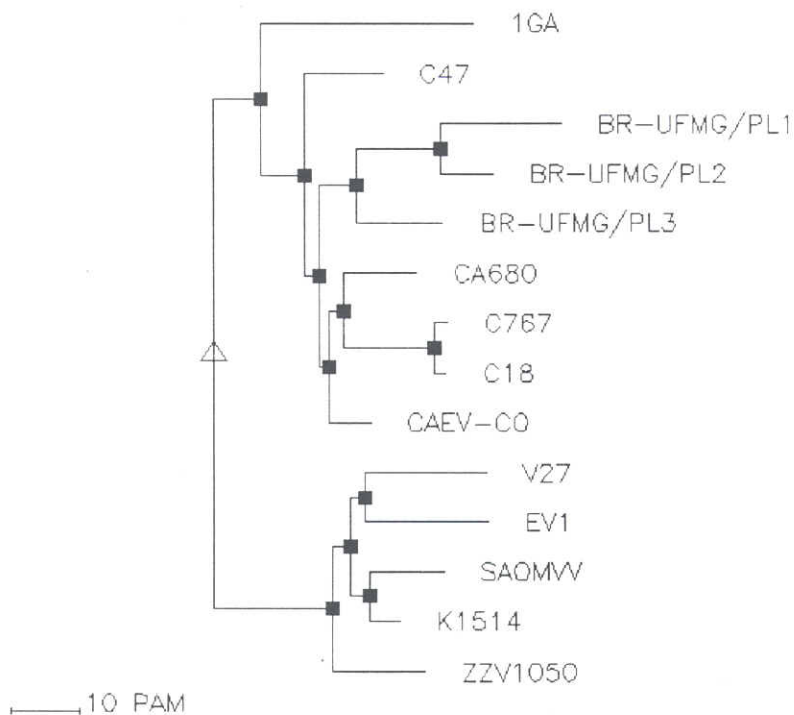 1GA
C47
BR-UFMG/PL1
BR-UFMG/PL2
BR-UFMG/PL3
CA680
C767
C18
CAEV-CO
V27
EV1
SAOMVV
K1514
ZZV1050
10 PAM